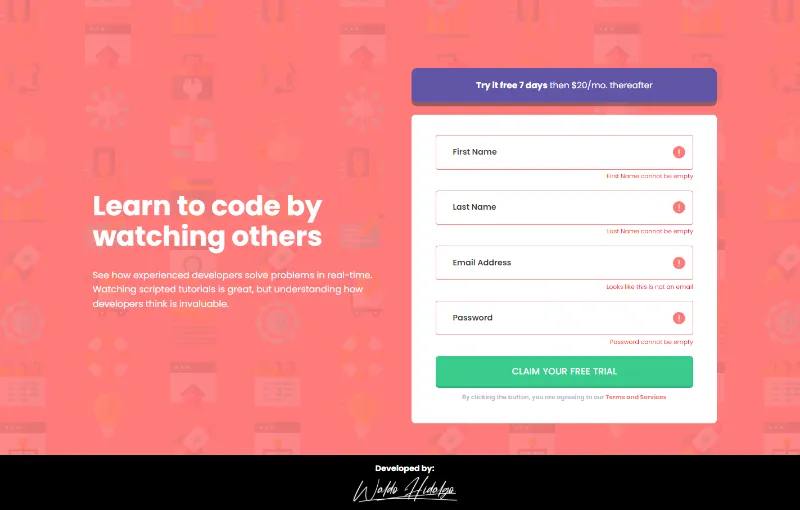 Learn to code by
watching others
See how experienced developers solve problems in real-time.
Watching scripted tutorials is great, but understanding how
developers think is invaluable.
Try it free 7 days then $20/mo. thereafter
First Name
First Name cannot be empty
Last Name
Last Name cannot be empty
Email Address
Looks like this is not an email
Password
Password cannot be empty
CLAIM YOUR FREE TRIAL
By clicking the button, you are agreeing to our Terms and Services
Developed by:
Waldo Hidalgo